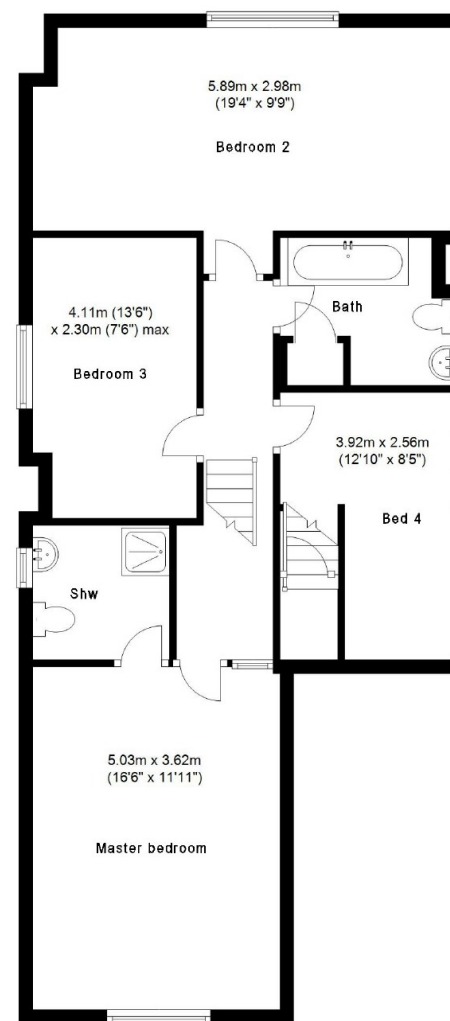 5.89m x 2.98m
(19'4" x 9'9")
Bedroom 2
4.11m (13'6")
x 2.30m (7'6") max
Bedroom 3
Bath
3.92m x 2.56m
(12'10" x 8'5")
Bed 4
Shw
5.03m x 3.62m
(16'6" x 11'11")
Master bedroom